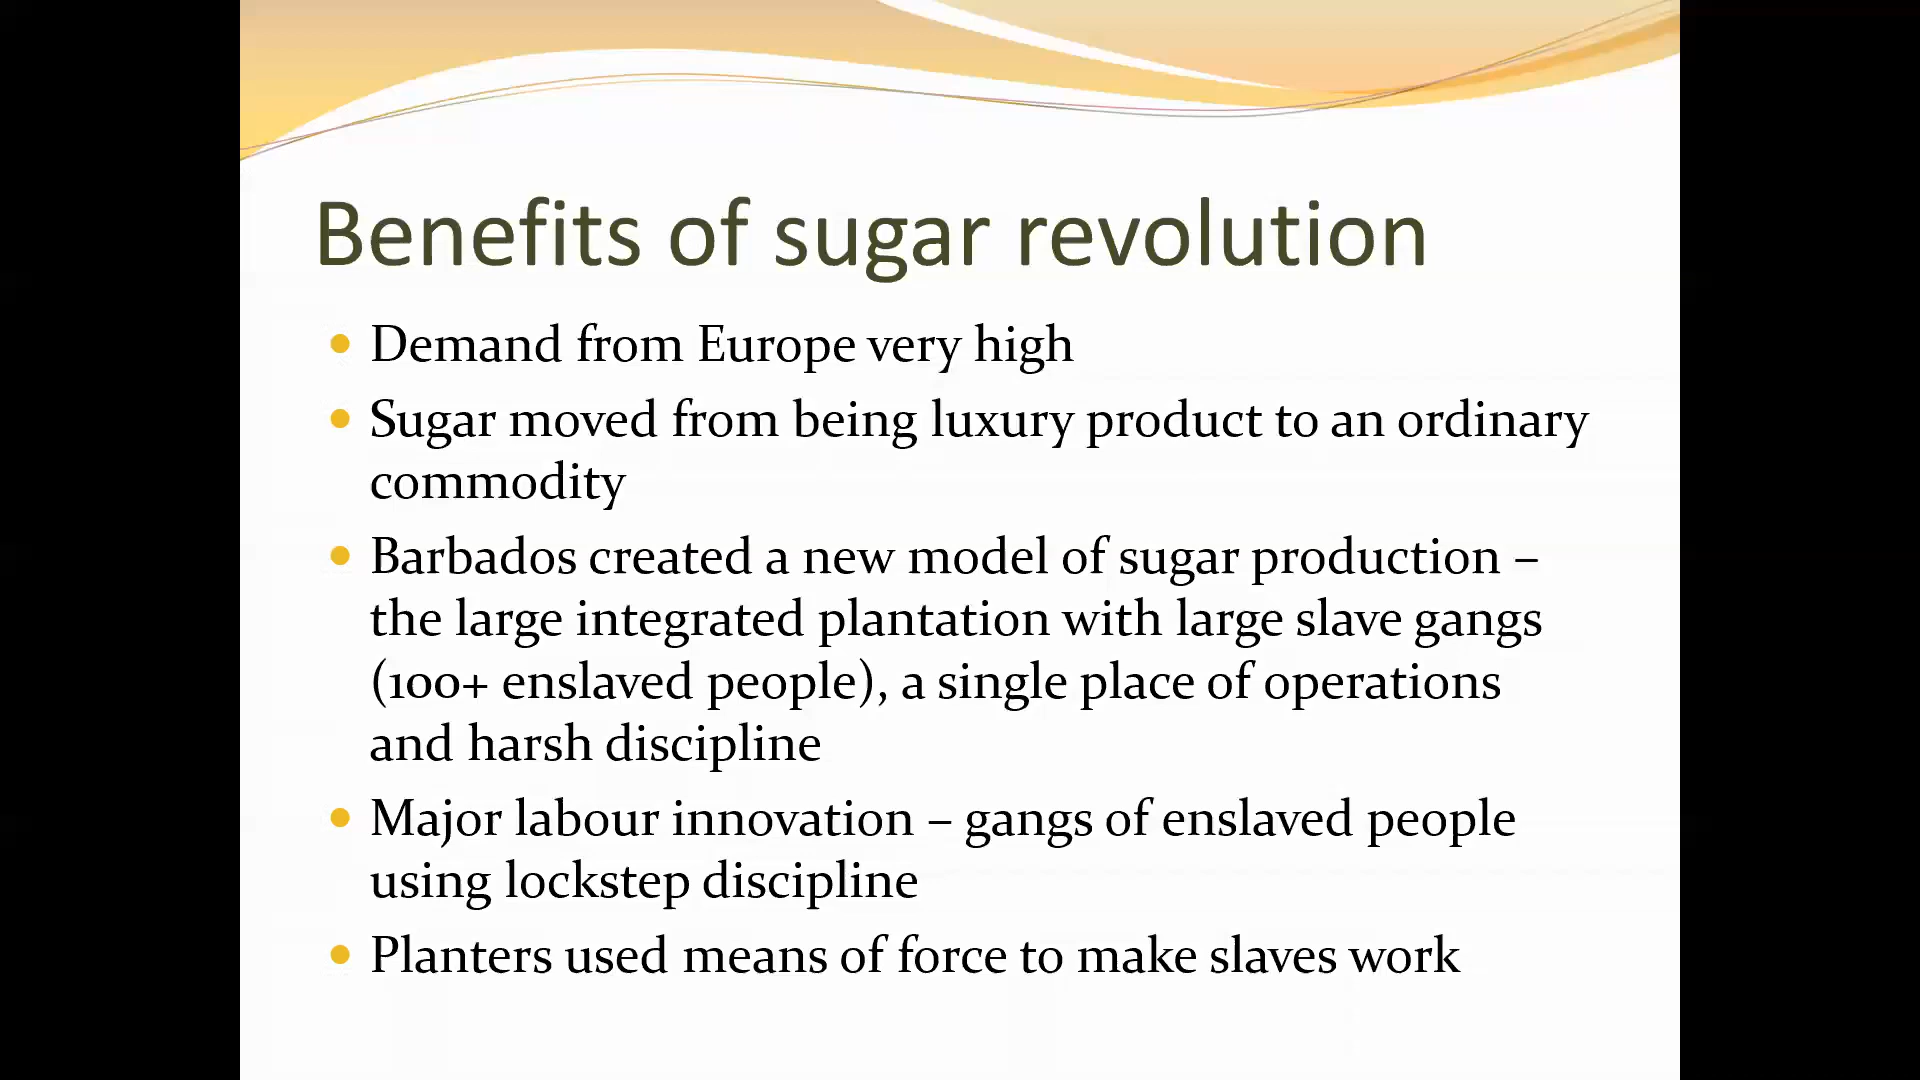 Benefits of sugar revolution
• Demand from Europe very high
• Sugar moved from being luxury product to an ordinary
commodity
• Barbados created a new model of sugar production –
the large integrated plantation with large slave gangs
(100+ enslaved people), a single place of operations
and harsh discipline
• Major labour innovation – gangs of enslaved people
using lockstep discipline
• Planters used means of force to make slaves work